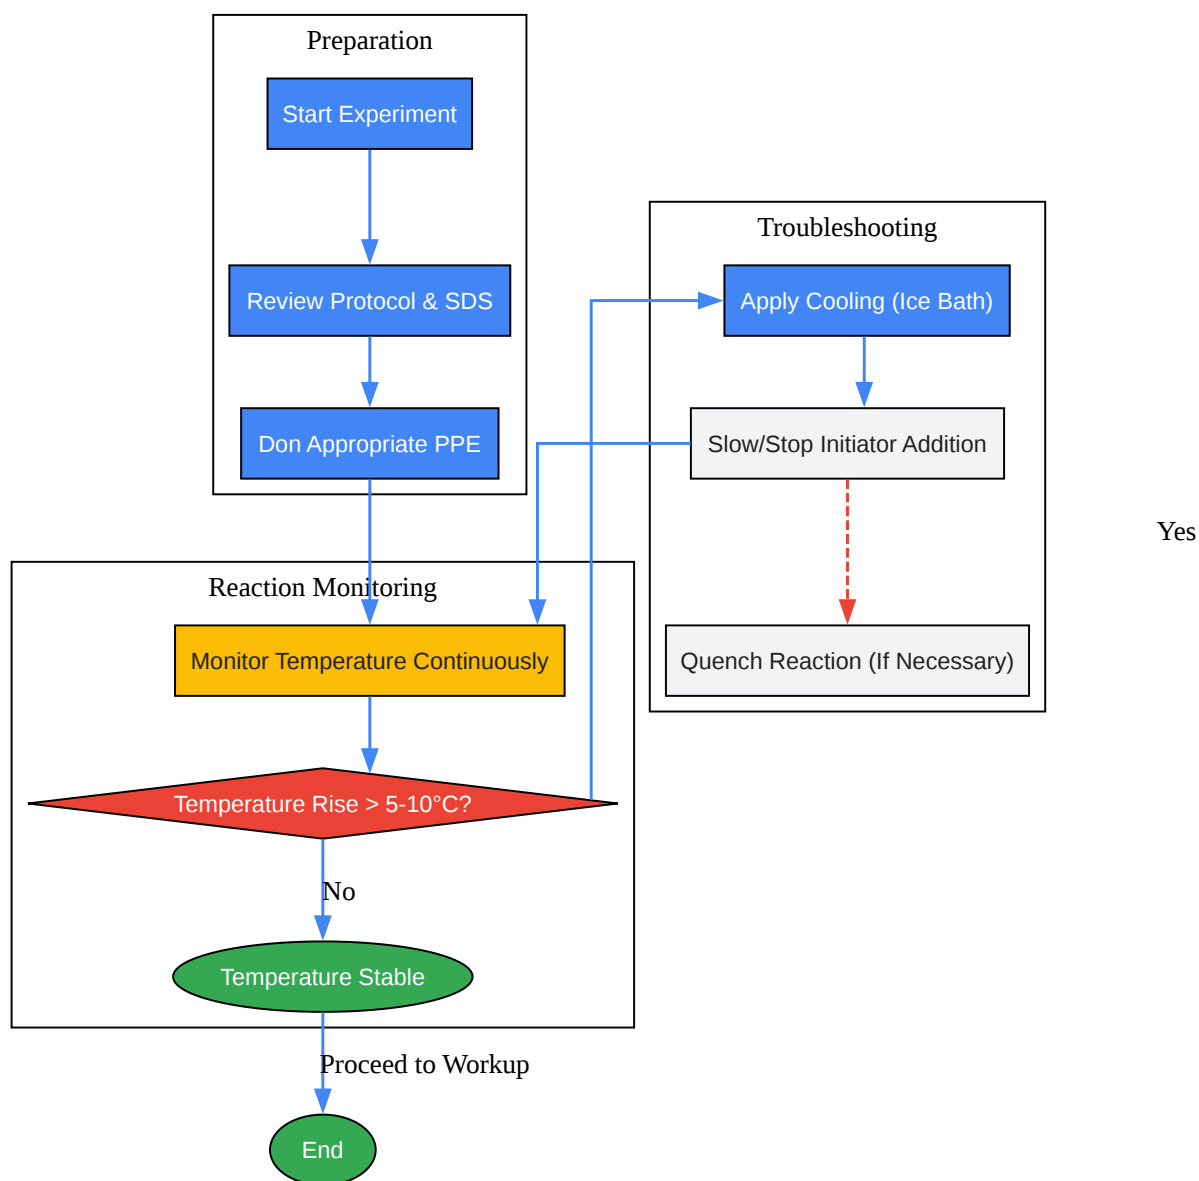 Preparation
Start Experiment
Review Protocol & SDS
Don Appropriate PPE
Troubleshooting
Apply Cooling (Ice Bath)
Slow/Stop Initiator Addition
Quench Reaction (If Necessary)
Yes
Reaction Monitoring
Monitor Temperature Continuously
Temperature Rise > 5-10°C?
No
Temperature Stable
Proceed to Workup
End